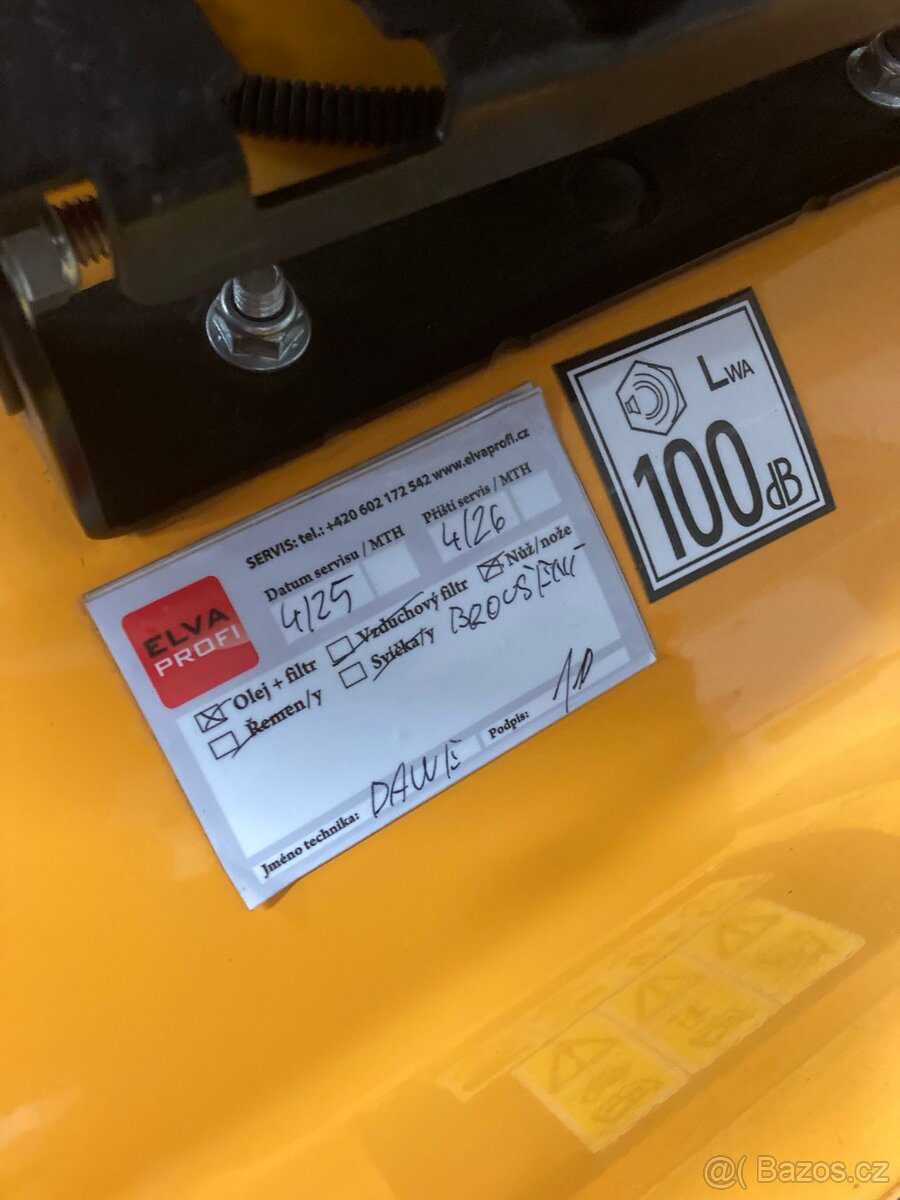 LWA
100dB
SERVIS: tel.: +420 602 172 542 www.elvaprofi.cz
Datum servisu / MTH
Příští servis / MTH
4/25
4/26
ELVA
PROFI
Olej + filtr
Vzduchový filtr
Nůž/nože
Řemen/y
Svíčka/y
BROUŠENÍ
Jméno technika:
Podpis:
@( Bazos.cz